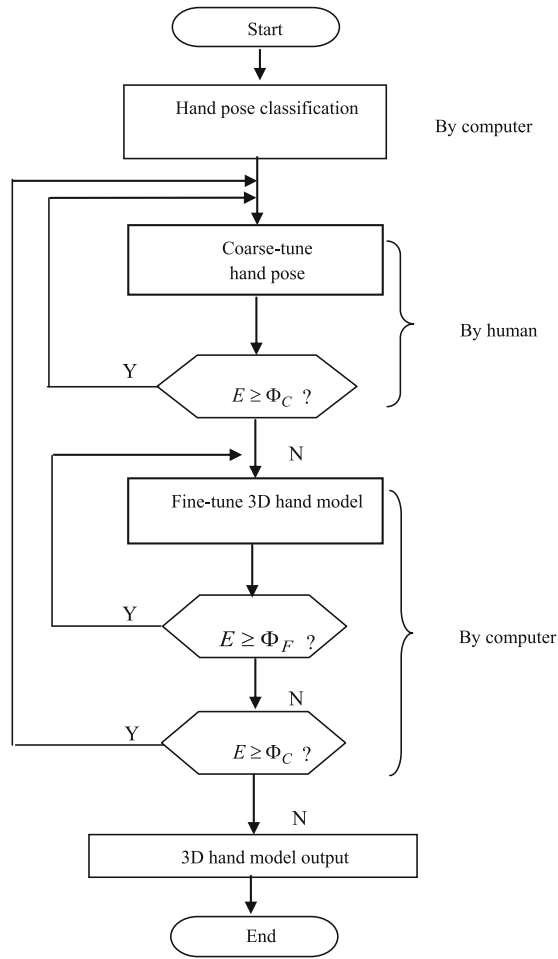 Start
Hand pose classification
By computer
Coarse-tune
hand pose
By human
Y
E ≥ Φ_C ?
N
Fine-tune 3D hand model
Y
E ≥ Φ_F ?
By computer
N
Y
E ≥ Φ_C ?
N
3D hand model output
End